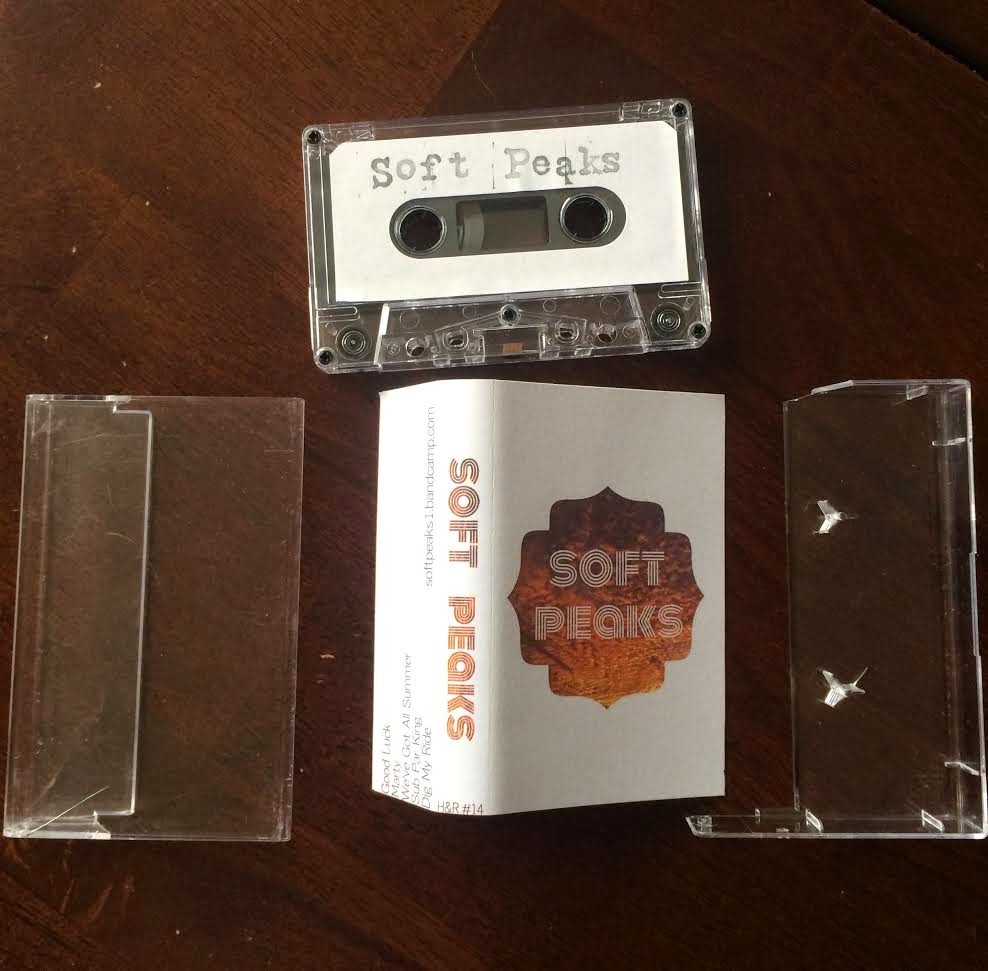 Soft Peaks
softpeaks1.bandcamp.com
Good Luck
Marty
We've Got All Summer
Sub Par King
Dig My Ride
SOFT PEAKS
H&R #14
SOFT
PEAKS